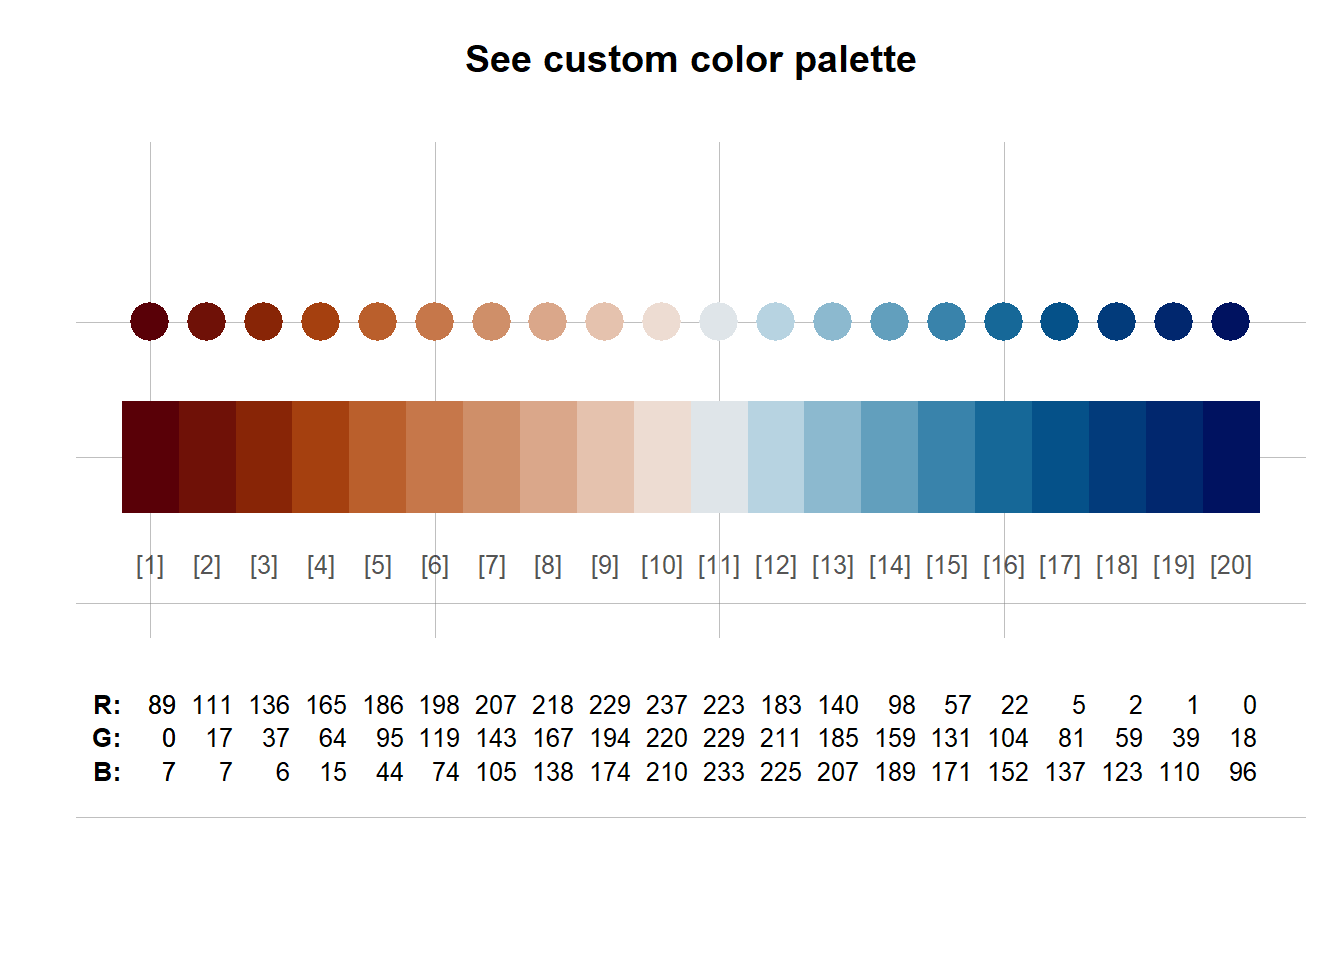 See custom color palette
[1] [2] [3] [4] [5] [6] [7] [8] [9] [10] [11] [12] [13] [14] [15] [16] [17] [18] [19] [20]
R: 89 111 136 165 186 198 207 218 229 237 223 183 140 98 57 22 5 2 1 0
G: 0 17 37 64 95 119 143 167 194 220 229 211 185 159 131 104 81 59 39 18
B: 7 7 6 15 44 74 105 138 174 210 233 225 207 189 171 152 137 123 110 96